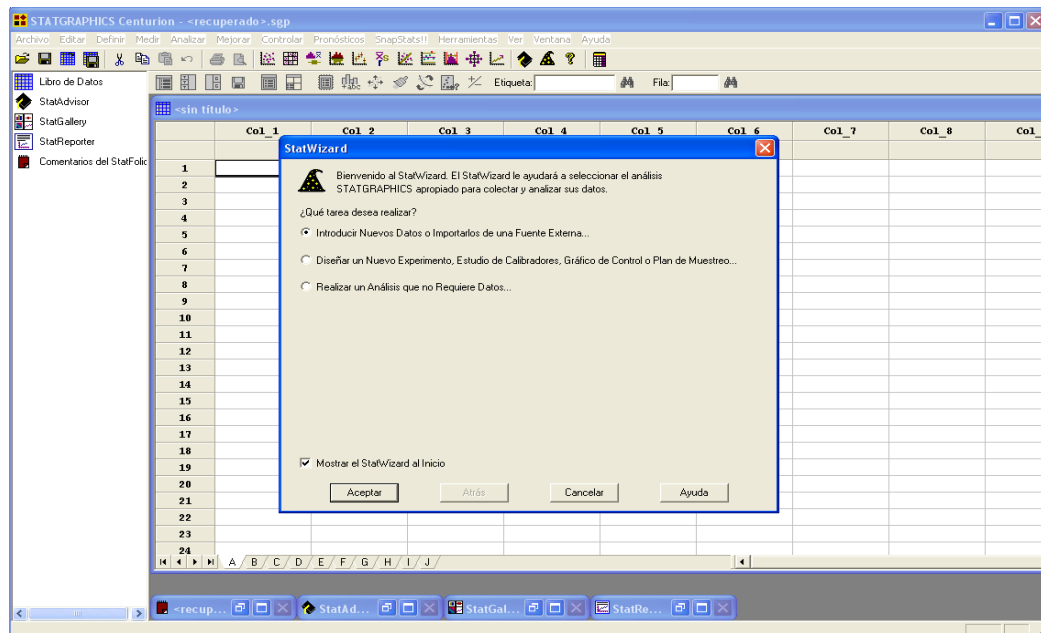 STATGRAPHICS Centurion - <recuperado>.sgp
Archivo Editar Definir Medir Analizar Mejorar Controlar Pronósticos SnapStats!! Herramientas Ver Ventana Ayuda
Etiqueta: Fila:
Libro de Datos
StatAdvisor
StatGallery
StatReporter
Comentarios del StatFolio
<sin título>
Col_1 Col_2 Col_3 Col_4 Col_5 Col_6 Col_7 Col_8 Col_
1
2
3
4
5
6
7
8
9
10
11
12
13
14
15
16
17
18
19
20
21
22
23
24
StatWizard
Bienvenido al StatWizard. El StatWizard le ayudará a seleccionar el análisis
STATGRAPHICS apropiado para colectar y analizar sus datos.
¿Qué tarea desea realizar?
Introducir Nuevos Datos o Importarlos de una Fuente Externa...
Diseñar un Nuevo Experimento, Estudio de Calibradores, Gráfico de Control o Plan de Muestreo...
Realizar un Análisis que no Requiere Datos...
Mostrar el StatWizard al Inicio
Aceptar Atrás Cancelar Ayuda
A B C D E F G H I J
<recup... StatAd... StatGal... StatRe...